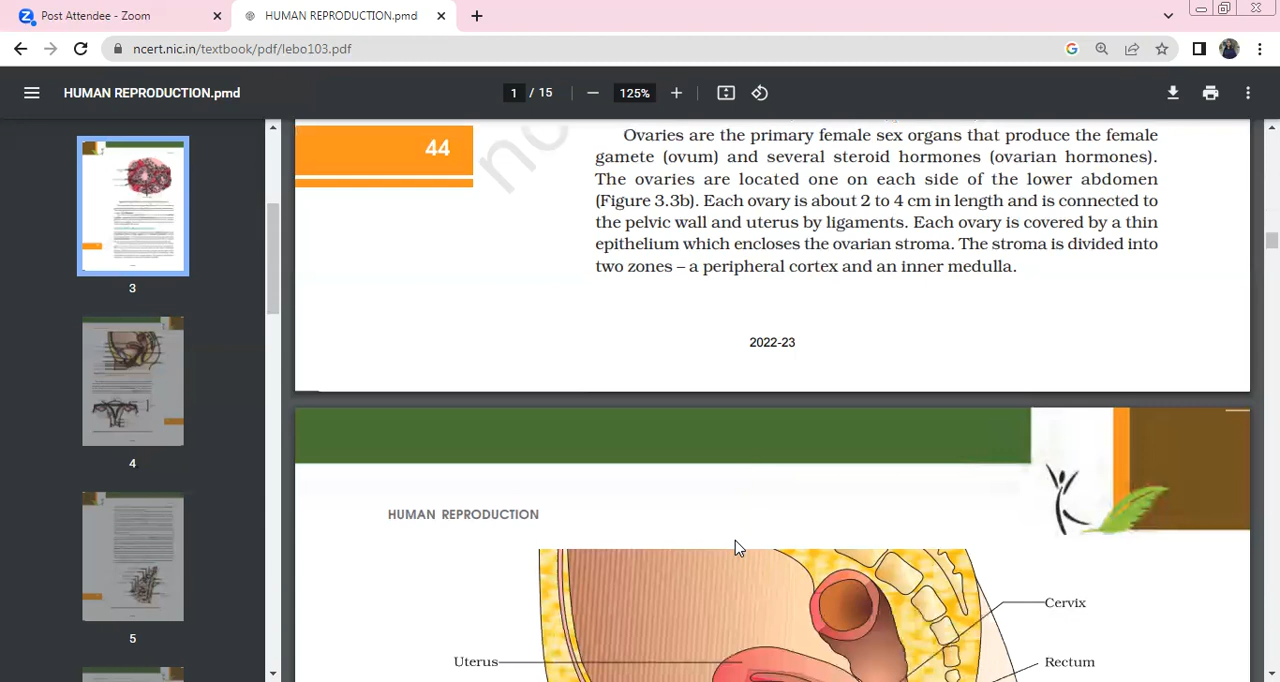 Post Attendee - Zoom
HUMAN REPRODUCTION.pmd
ncert.nic.in/textbook/pdf/lebo103.pdf
HUMAN REPRODUCTION.pmd
1 / 15
125%
3
4
5
44
nc
Ovaries are the primary female sex organs that produce the female
gamete (ovum) and several steroid hormones (ovarian hormones).
The ovaries are located one on each side of the lower abdomen
(Figure 3.3b). Each ovary is about 2 to 4 cm in length and is connected to
the pelvic wall and uterus by ligaments. Each ovary is covered by a thin
epithelium which encloses the ovarian stroma. The stroma is divided into
two zones – a peripheral cortex and an inner medulla.
2022-23
HUMAN REPRODUCTION
Cervix
Uterus
Rectum